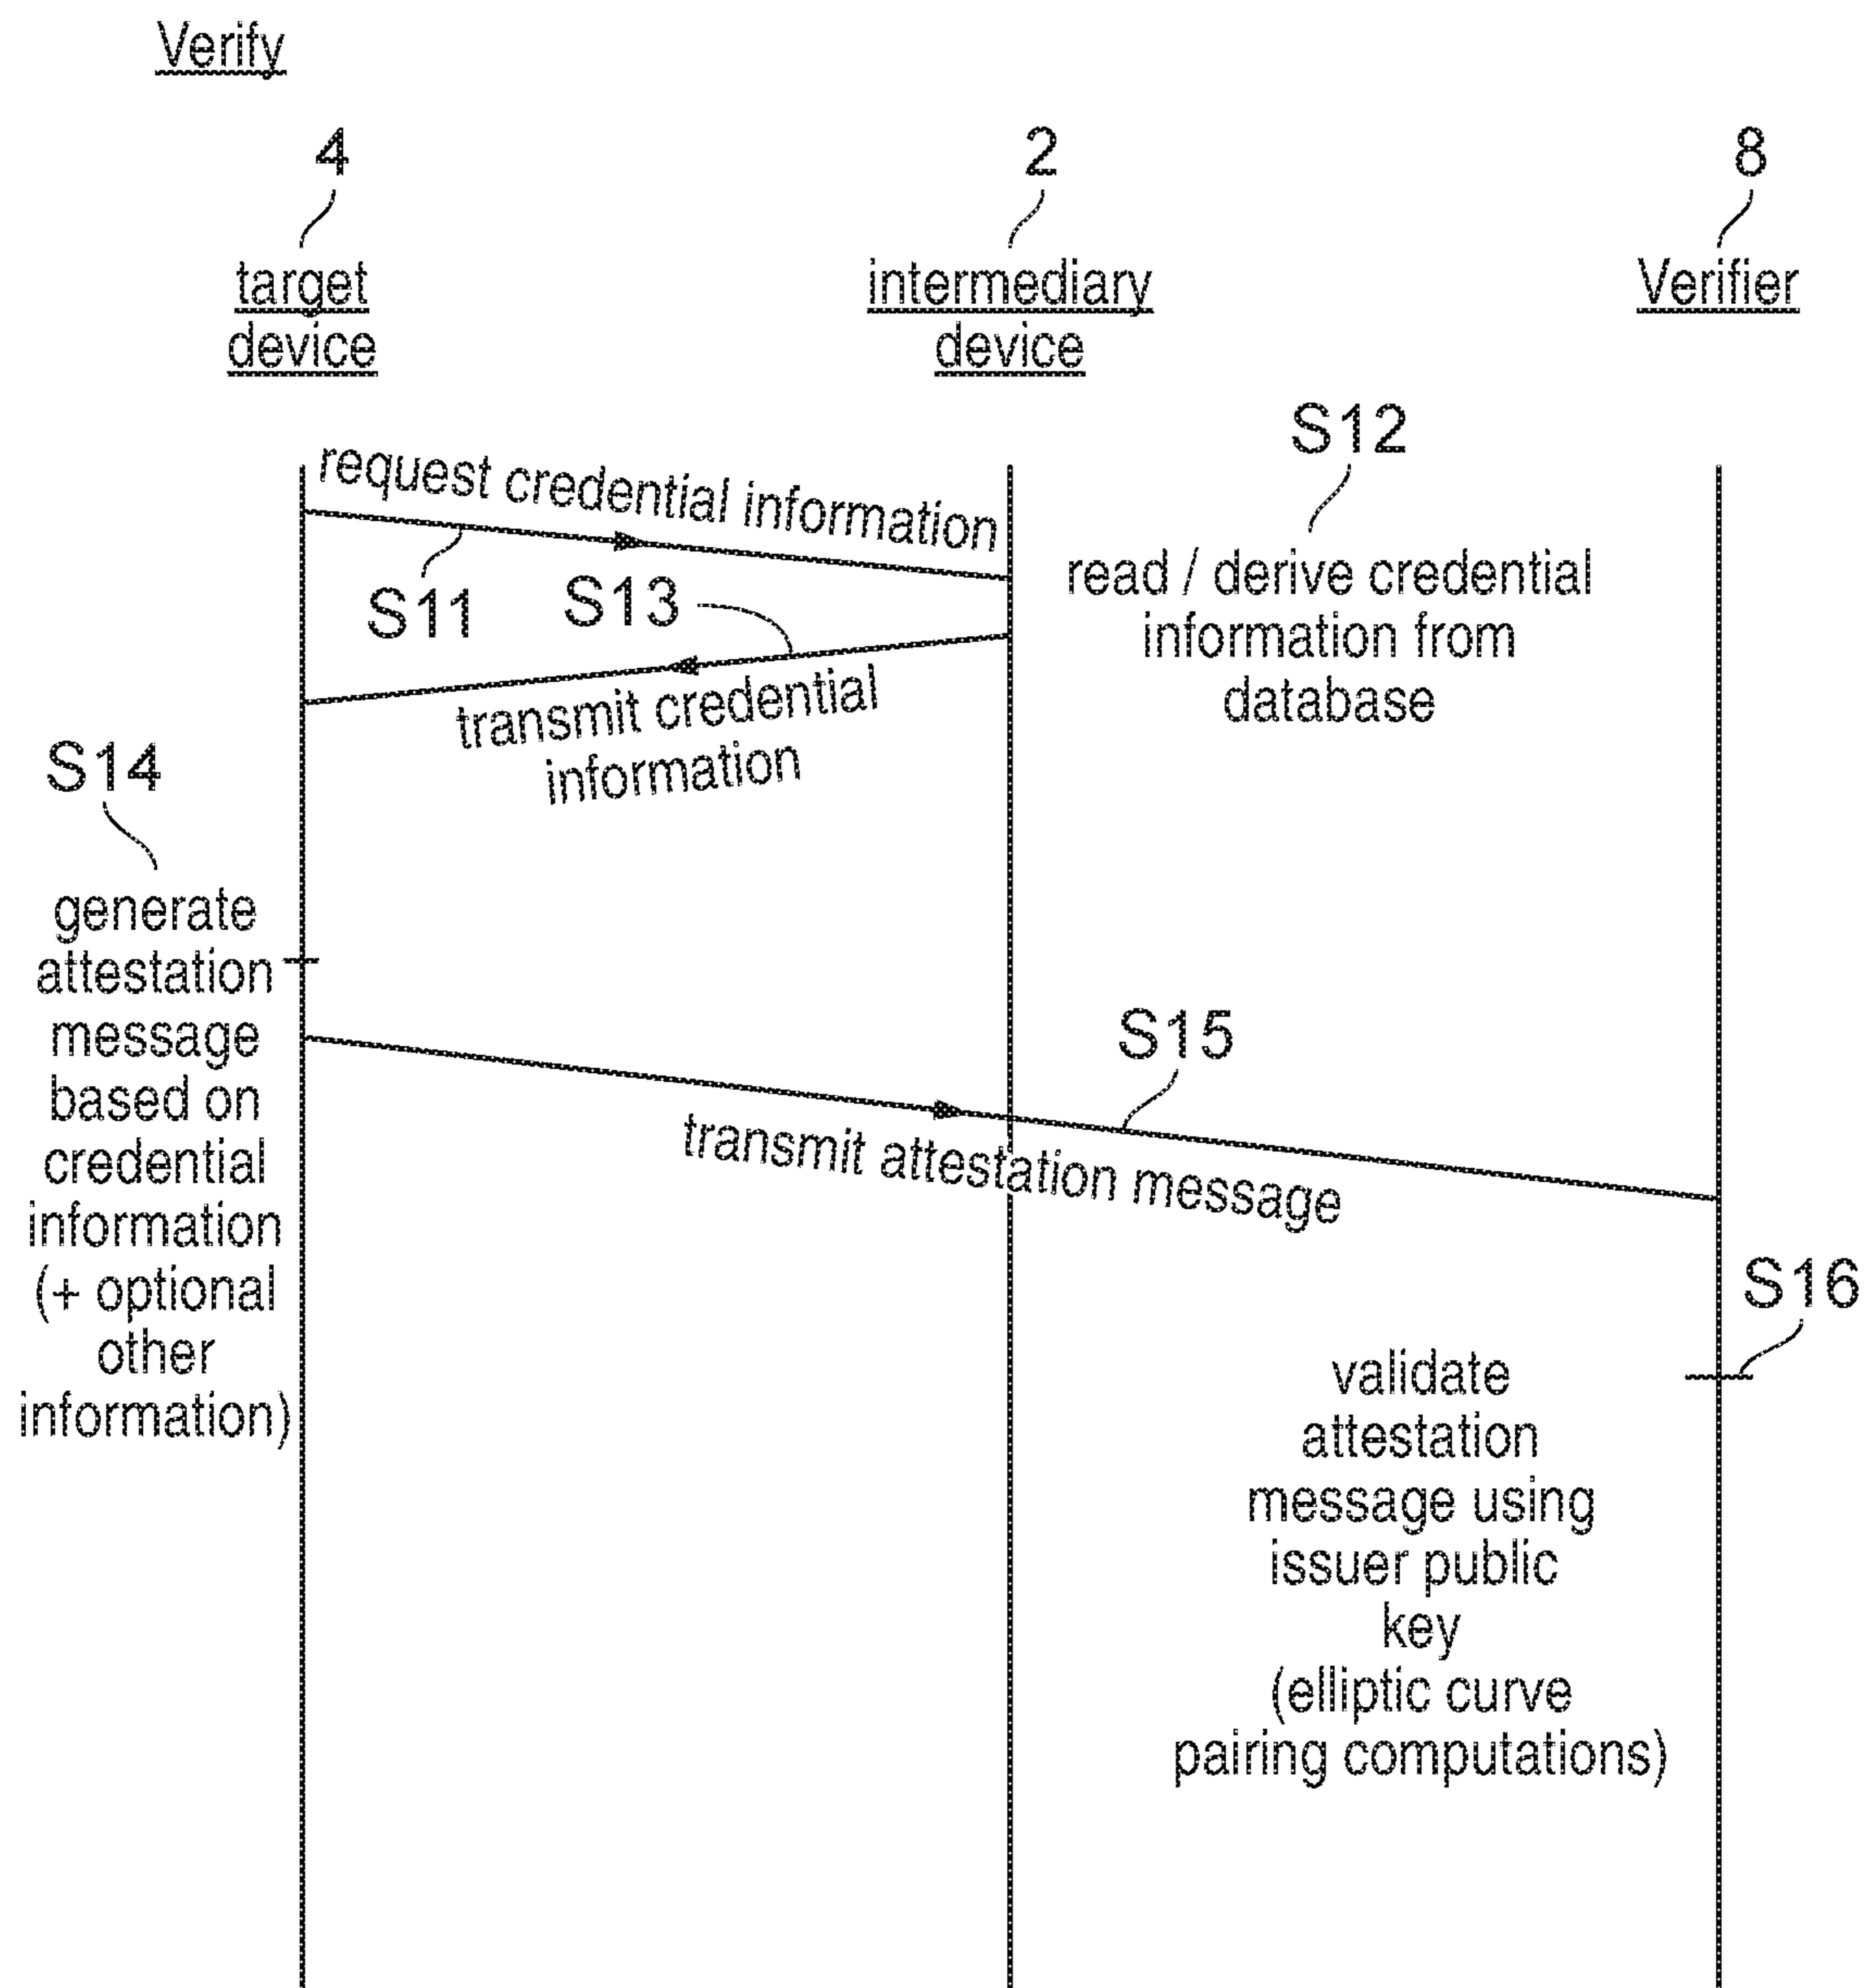 Verify
4
2
8
target
device
intermediary
device
Verifier
S12
request credential information
S11
S13
read / derive credential
information from
database
transmit credential
information
S14
generate
attestation
message
based on
credential
information
(+ optional
other
information)
S15
transmit attestation message
S16
validate
attestation
message using
issuer public
key
(elliptic curve
pairing computations)